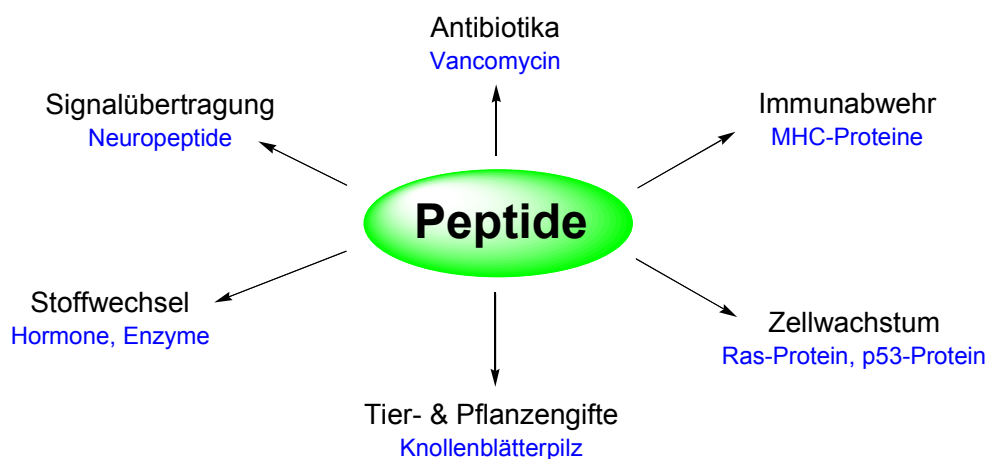 Antibiotika
Vancomycin
Signalübertragung
Neuropeptide
Immunabwehr
MHC-Proteine
Peptide
Stoffwechsel
Hormone, Enzyme
Zellwachstum
Ras-Protein, p53-Protein
Tier- & Pflanzengifte
Knollenblätterpilz